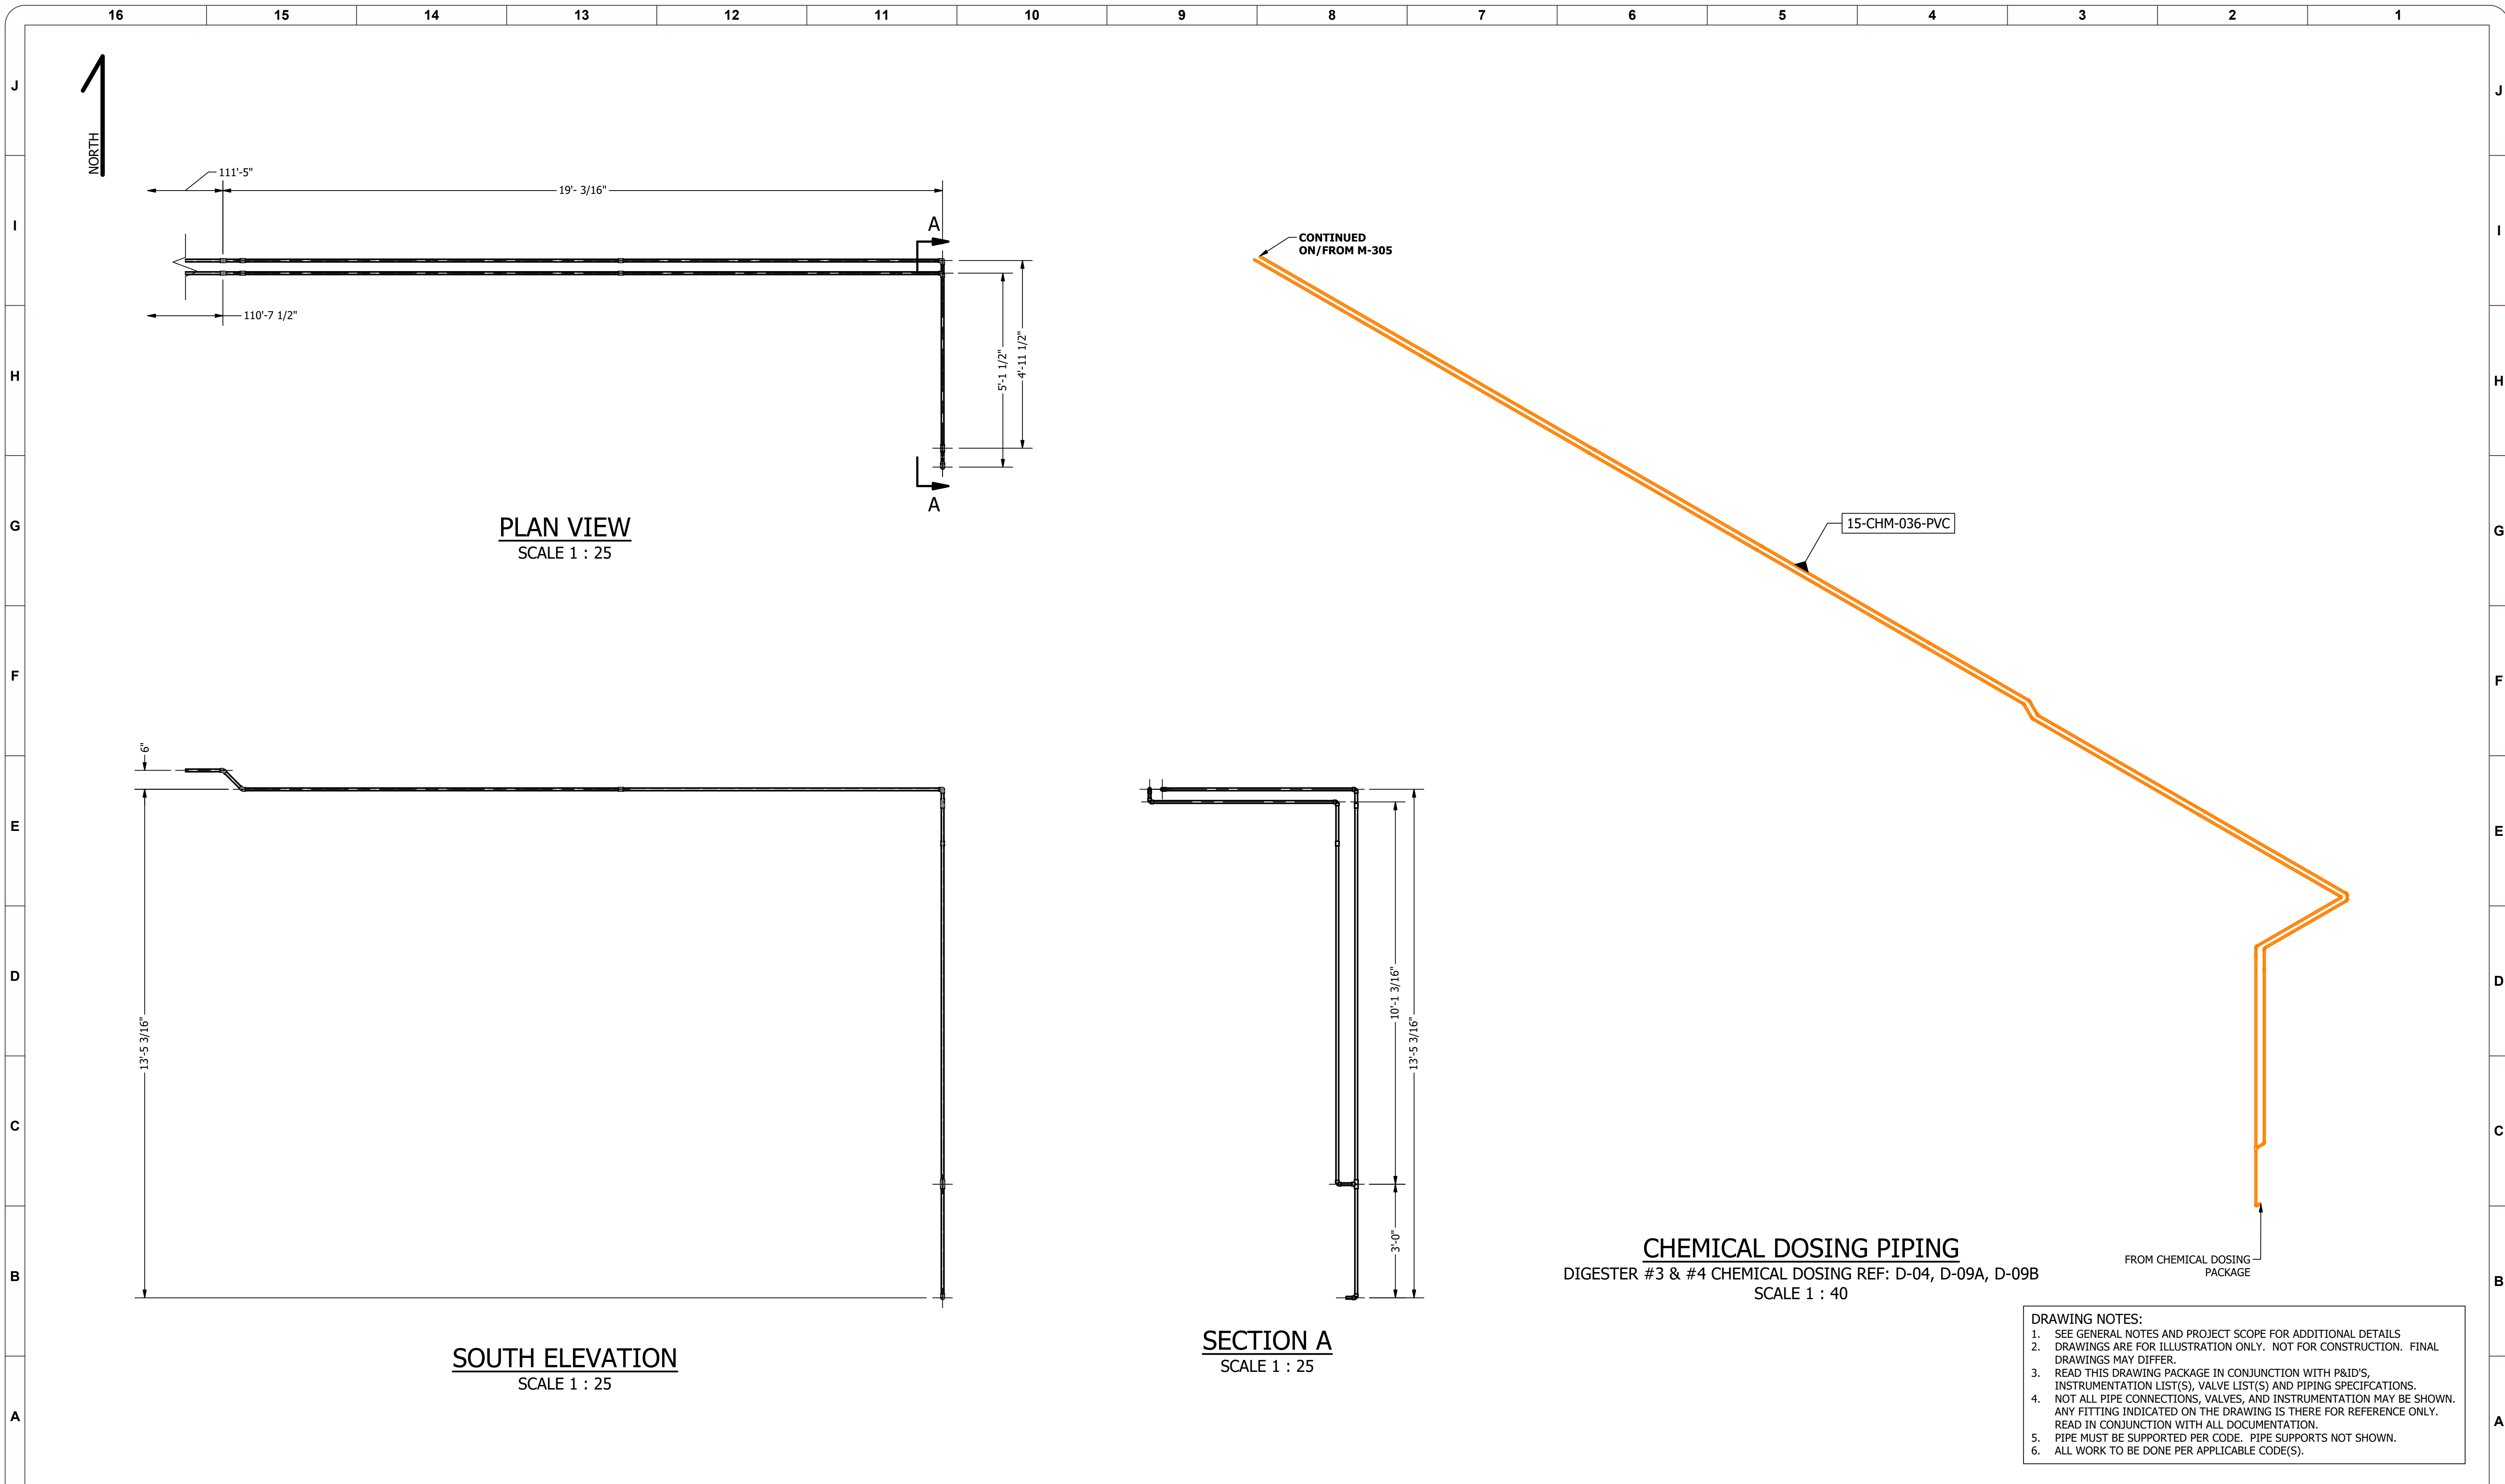 16 15 14 13 12 11 10 9 8 7 6 5 4 3 2 1
J
J
NORTH
111'-5"
19'- 3/16"
I
I
A
CONTINUED
ON/FROM M-305
110'-7 1/2"
5'-1 1/2"
4'-11 1/2"
H
H
A
G
G
PLAN VIEW
SCALE 1 : 25
15-CHM-036-PVC
F
F
6"
E
E
D
D
13'-5 3/16"
10'-1 3/16"
13'-5 3/16"
C
C
3'-0"
CHEMICAL DOSING PIPING
DIGESTER #3 & #4 CHEMICAL DOSING REF: D-04, D-09A, D-09B
SCALE 1 : 40
FROM CHEMICAL DOSING
PACKAGE
B
B
SOUTH ELEVATION
SCALE 1 : 25
SECTION A
SCALE 1 : 25
A
A
DRAWING NOTES:
1. SEE GENERAL NOTES AND PROJECT SCOPE FOR ADDITIONAL DETAILS
2. DRAWINGS ARE FOR ILLUSTRATION ONLY. NOT FOR CONSTRUCTION. FINAL
DRAWINGS MAY DIFFER.
3. READ THIS DRAWING PACKAGE IN CONJUNCTION WITH P&ID'S,
INSTRUMENTATION LIST(S), VALVE LIST(S) AND PIPING SPECIFCATIONS.
4. NOT ALL PIPE CONNECTIONS, VALVES, AND INSTRUMENTATION MAY BE SHOWN.
ANY FITTING INDICATED ON THE DRAWING IS THERE FOR REFERENCE ONLY.
READ IN CONJUNCTION WITH ALL DOCUMENTATION.
5. PIPE MUST BE SUPPORTED PER CODE. PIPE SUPPORTS NOT SHOWN.
6. ALL WORK TO BE DONE PER APPLICABLE CODE(S).